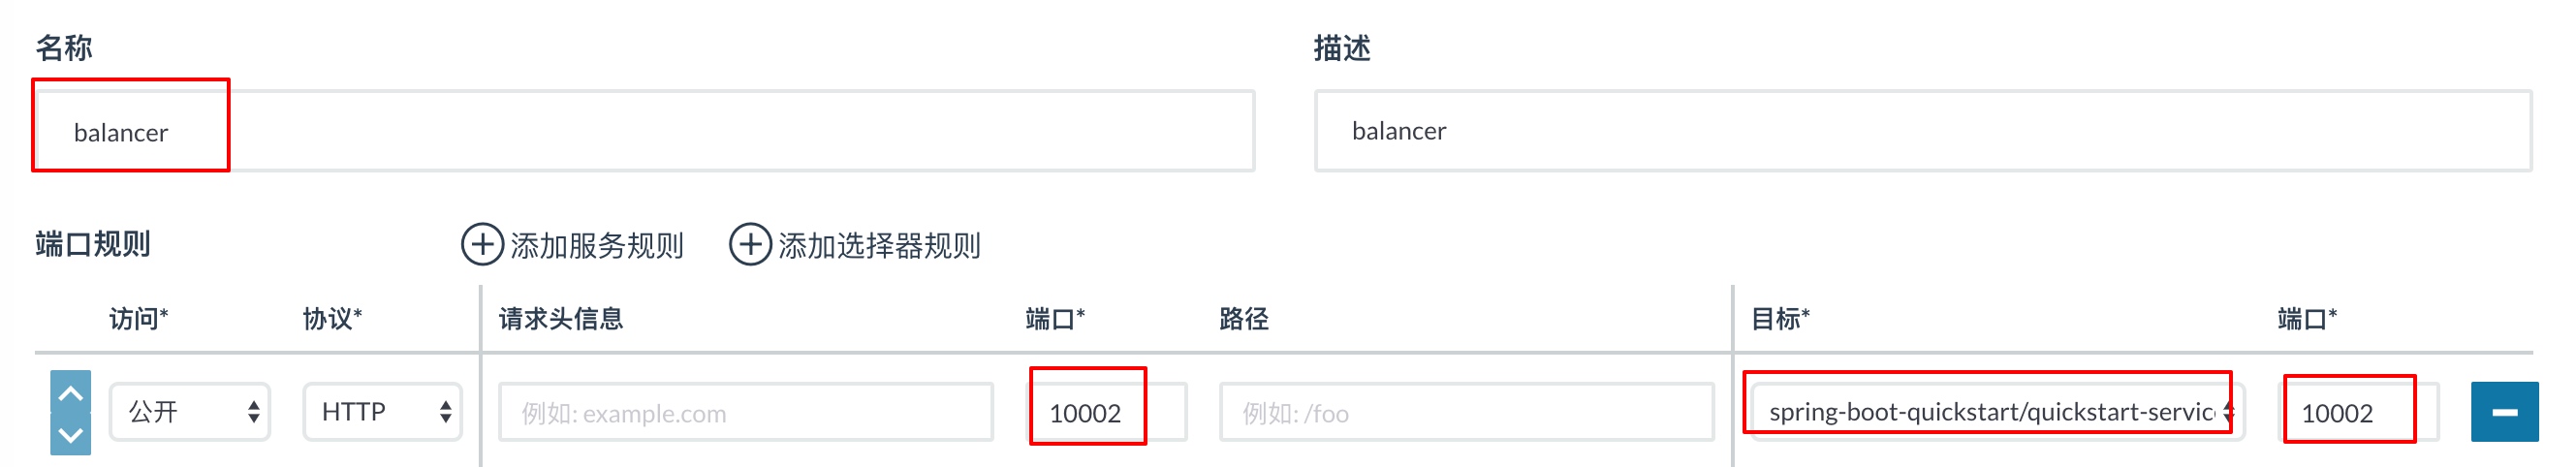 名称 描述
balancer balancer
端口规则 添加服务规则 添加选择器规则
访问* 协议* 请求头信息 端口* 路径 目标* 端口*
公开 HTTP 例如: example.com 10002 例如: /foo spring-boot-quickstart/quickstart-servic 10002